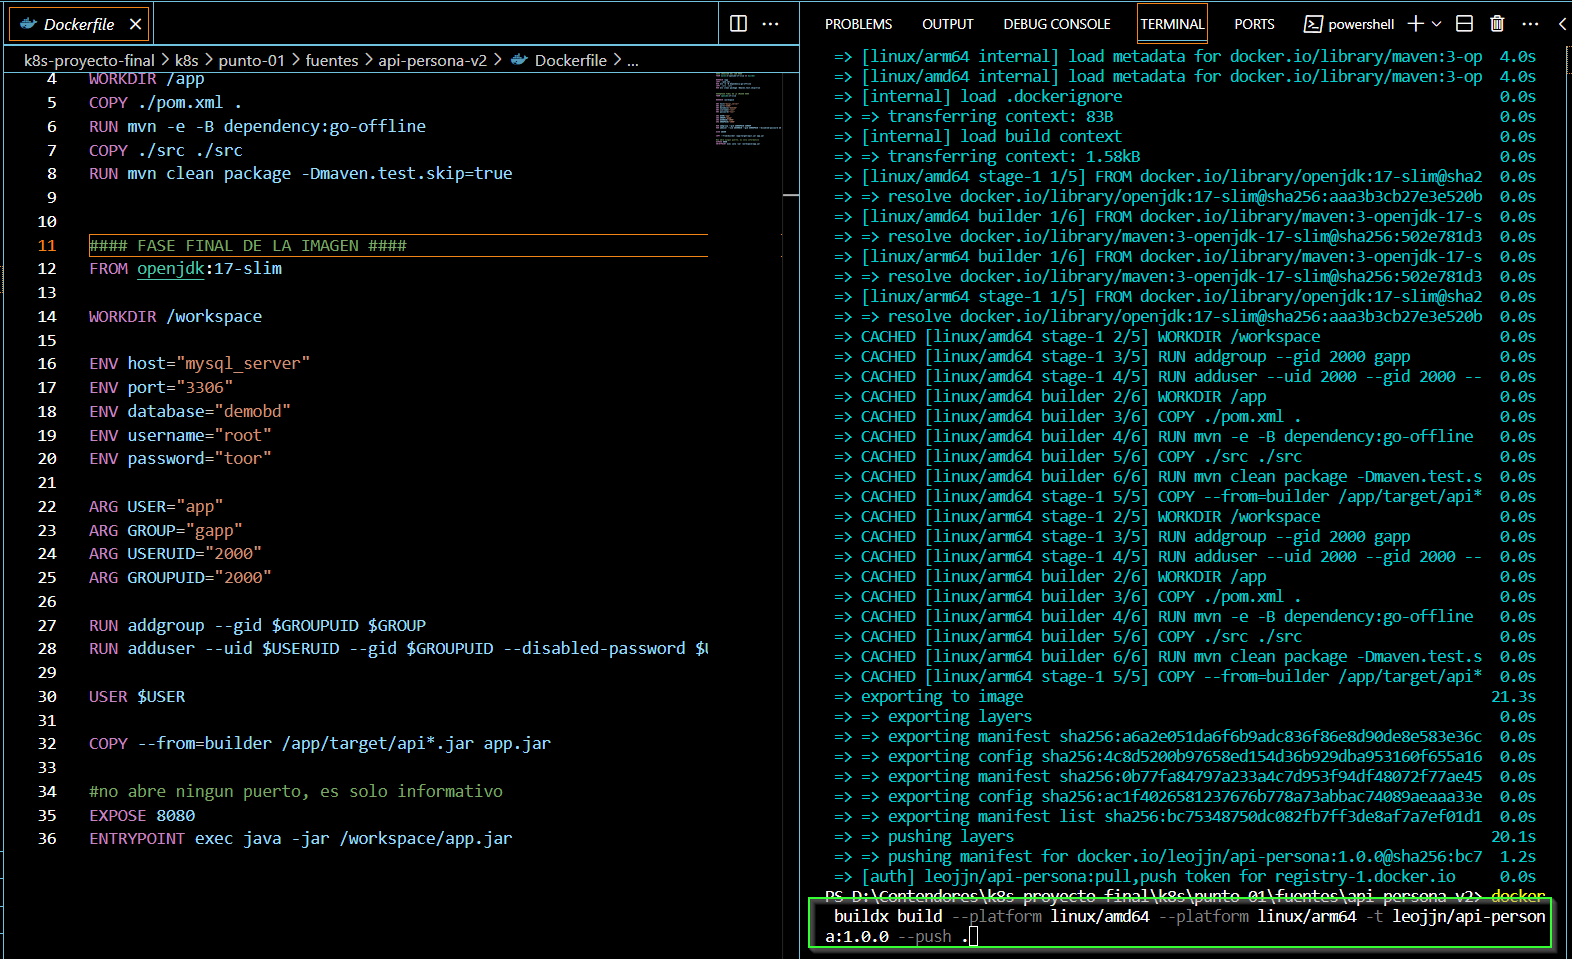 Dockerfile
k8s-proyecto-final > k8s > punto-01 > fuentes > api-persona-v2 > Dockerfile > ...
4 WORKDIR /app
5 COPY ./pom.xml .
6 RUN mvn -e -B dependency:go-offline
7 COPY ./src ./src
8 RUN mvn clean package -Dmaven.test.skip=true
9
10
11 #### FASE FINAL DE LA IMAGEN ####
12 FROM openjdk:17-slim
13
14 WORKDIR /workspace
15
16 ENV host="mysql_server"
17 ENV port="3306"
18 ENV database="demobd"
19 ENV username="root"
20 ENV password="toor"
21
22 ARG USER="app"
23 ARG GROUP="gapp"
24 ARG USERUID="2000"
25 ARG GROUPUID="2000"
26
27 RUN addgroup --gid $GROUPUID $GROUP
28 RUN adduser --uid $USERUID --gid $GROUPUID --disabled-password
29
30 USER $USER
31
32 COPY --from=builder /app/target/api*.jar app.jar
33
34 #no abre ningun puerto, es solo informativo
35 EXPOSE 8080
36 ENTRYPOINT exec java -jar /workspace/app.jar
PROBLEMS OUTPUT DEBUG CONSOLE TERMINAL PORTS powershell
=> [linux/arm64 internal] load metadata for docker.io/library/maven:3-op 4.0s
=> [linux/amd64 internal] load metadata for docker.io/library/maven:3-op 4.0s
=> [internal] load .dockerignore 0.0s
=> => transferring context: 83B 0.0s
=> [internal] load build context 0.0s
=> => transferring context: 1.58kB 0.0s
=> [linux/amd64 stage-1 1/5] FROM docker.io/library/openjdk:17-slim@sha2 0.0s
=> => resolve docker.io/library/openjdk:17-slim@sha256:aaa3b3cb27e3e520b 0.0s
=> [linux/amd64 builder 1/6] FROM docker.io/library/maven:3-openjdk-17-s 0.0s
=> => resolve docker.io/library/maven:3-openjdk-17-slim@sha256:502e781d3 0.0s
=> [linux/arm64 builder 1/6] FROM docker.io/library/maven:3-openjdk-17-s 0.0s
=> => resolve docker.io/library/maven:3-openjdk-17-slim@sha256:502e781d3 0.0s
=> [linux/arm64 stage-1 1/5] FROM docker.io/library/openjdk:17-slim@sha2 0.0s
=> => resolve docker.io/library/openjdk:17-slim@sha256:aaa3b3cb27e3e520b 0.0s
=> CACHED [linux/amd64 stage-1 2/5] WORKDIR /workspace 0.0s
=> CACHED [linux/amd64 stage-1 3/5] RUN addgroup --gid 2000 gapp 0.0s
=> CACHED [linux/amd64 stage-1 4/5] RUN adduser --uid 2000 --gid 2000 -- 0.0s
=> CACHED [linux/amd64 builder 2/6] WORKDIR /app 0.0s
=> CACHED [linux/amd64 builder 3/6] COPY ./pom.xml . 0.0s
=> CACHED [linux/amd64 builder 4/6] RUN mvn -e -B dependency:go-offline 0.0s
=> CACHED [linux/amd64 builder 5/6] COPY ./src ./src 0.0s
=> CACHED [linux/amd64 builder 6/6] RUN mvn clean package -Dmaven.test.s 0.0s
=> CACHED [linux/amd64 stage-1 5/5] COPY --from=builder /app/target/api* 0.0s
=> CACHED [linux/arm64 stage-1 2/5] WORKDIR /workspace 0.0s
=> CACHED [linux/arm64 stage-1 3/5] RUN addgroup --gid 2000 gapp 0.0s
=> CACHED [linux/arm64 stage-1 4/5] RUN adduser --uid 2000 --gid 2000 -- 0.0s
=> CACHED [linux/arm64 builder 2/6] WORKDIR /app 0.0s
=> CACHED [linux/arm64 builder 3/6] COPY ./pom.xml . 0.0s
=> CACHED [linux/arm64 builder 4/6] RUN mvn -e -B dependency:go-offline 0.0s
=> CACHED [linux/arm64 builder 5/6] COPY ./src ./src 0.0s
=> CACHED [linux/arm64 builder 6/6] RUN mvn clean package -Dmaven.test.s 0.0s
=> CACHED [linux/arm64 stage-1 5/5] COPY --from=builder /app/target/api* 0.0s
=> exporting to image 21.3s
=> => exporting layers 0.0s
=> => exporting manifest sha256:a6a2e051da6f6b9adc836f86e8d90de8e583e36c 0.0s
=> => exporting config sha256:4c8d5200b97658ed154d36b929dba953160f655a16 0.0s
=> => exporting manifest sha256:0b77fa84797a233a4c7d953f94df48072f77ae45 0.0s
=> => exporting config sha256:ac1f4026581237676b778a73abbac74089aeaaa33e 0.0s
=> => exporting manifest list sha256:bc75348750dc082fb7ff3de8af7a7ef01d1 0.0s
=> => pushing layers 20.1s
=> => pushing manifest for docker.io/leojjn/api-persona:1.0.0@sha256:bc7 1.2s
=> [auth] leojjn/api-persona:pull,push token for registry-1.docker.io 0.0s
PS D:\Contendores\k8s-proyecto-final\k8s\punto-01\fuentes\api-persona-v2> docker
buildx build --platform linux/amd64 --platform linux/arm64 -t leojjn/api-person
a:1.0.0 --push .